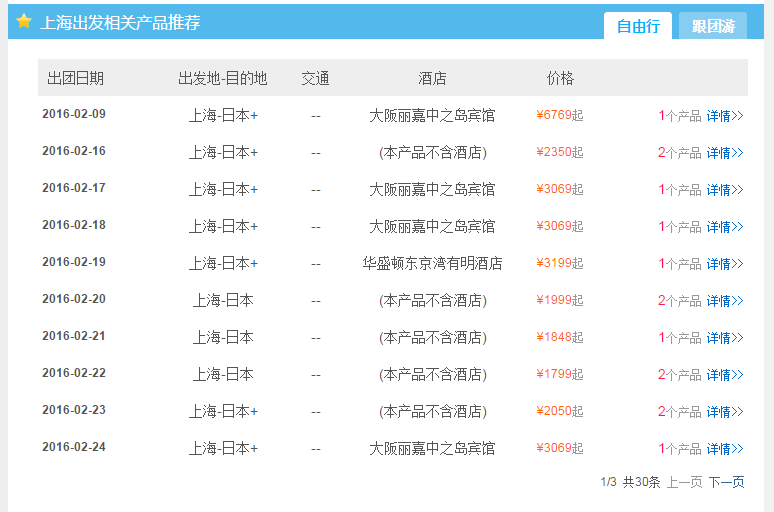 上海出发相关产品推荐 自由行 跟团游
出团日期 出发地-目的地 交通 酒店 价格
2016-02-09 上海-日本+ -- 大阪丽嘉中之岛宾馆 ¥6769起 1个产品 详情>>
2016-02-16 上海-日本+ -- (本产品不含酒店) ¥2350起 2个产品 详情>>
2016-02-17 上海-日本+ -- 大阪丽嘉中之岛宾馆 ¥3069起 1个产品 详情>>
2016-02-18 上海-日本+ -- 大阪丽嘉中之岛宾馆 ¥3069起 1个产品 详情>>
2016-02-19 上海-日本+ -- 华盛顿东京湾有明酒店 ¥3199起 1个产品 详情>>
2016-02-20 上海-日本 -- (本产品不含酒店) ¥1999起 2个产品 详情>>
2016-02-21 上海-日本 -- (本产品不含酒店) ¥1848起 1个产品 详情>>
2016-02-22 上海-日本 -- (本产品不含酒店) ¥1799起 2个产品 详情>>
2016-02-23 上海-日本+ -- (本产品不含酒店) ¥2050起 2个产品 详情>>
2016-02-24 上海-日本+ -- 大阪丽嘉中之岛宾馆 ¥3069起 1个产品 详情>>
1/3 共30条 上一页 下一页